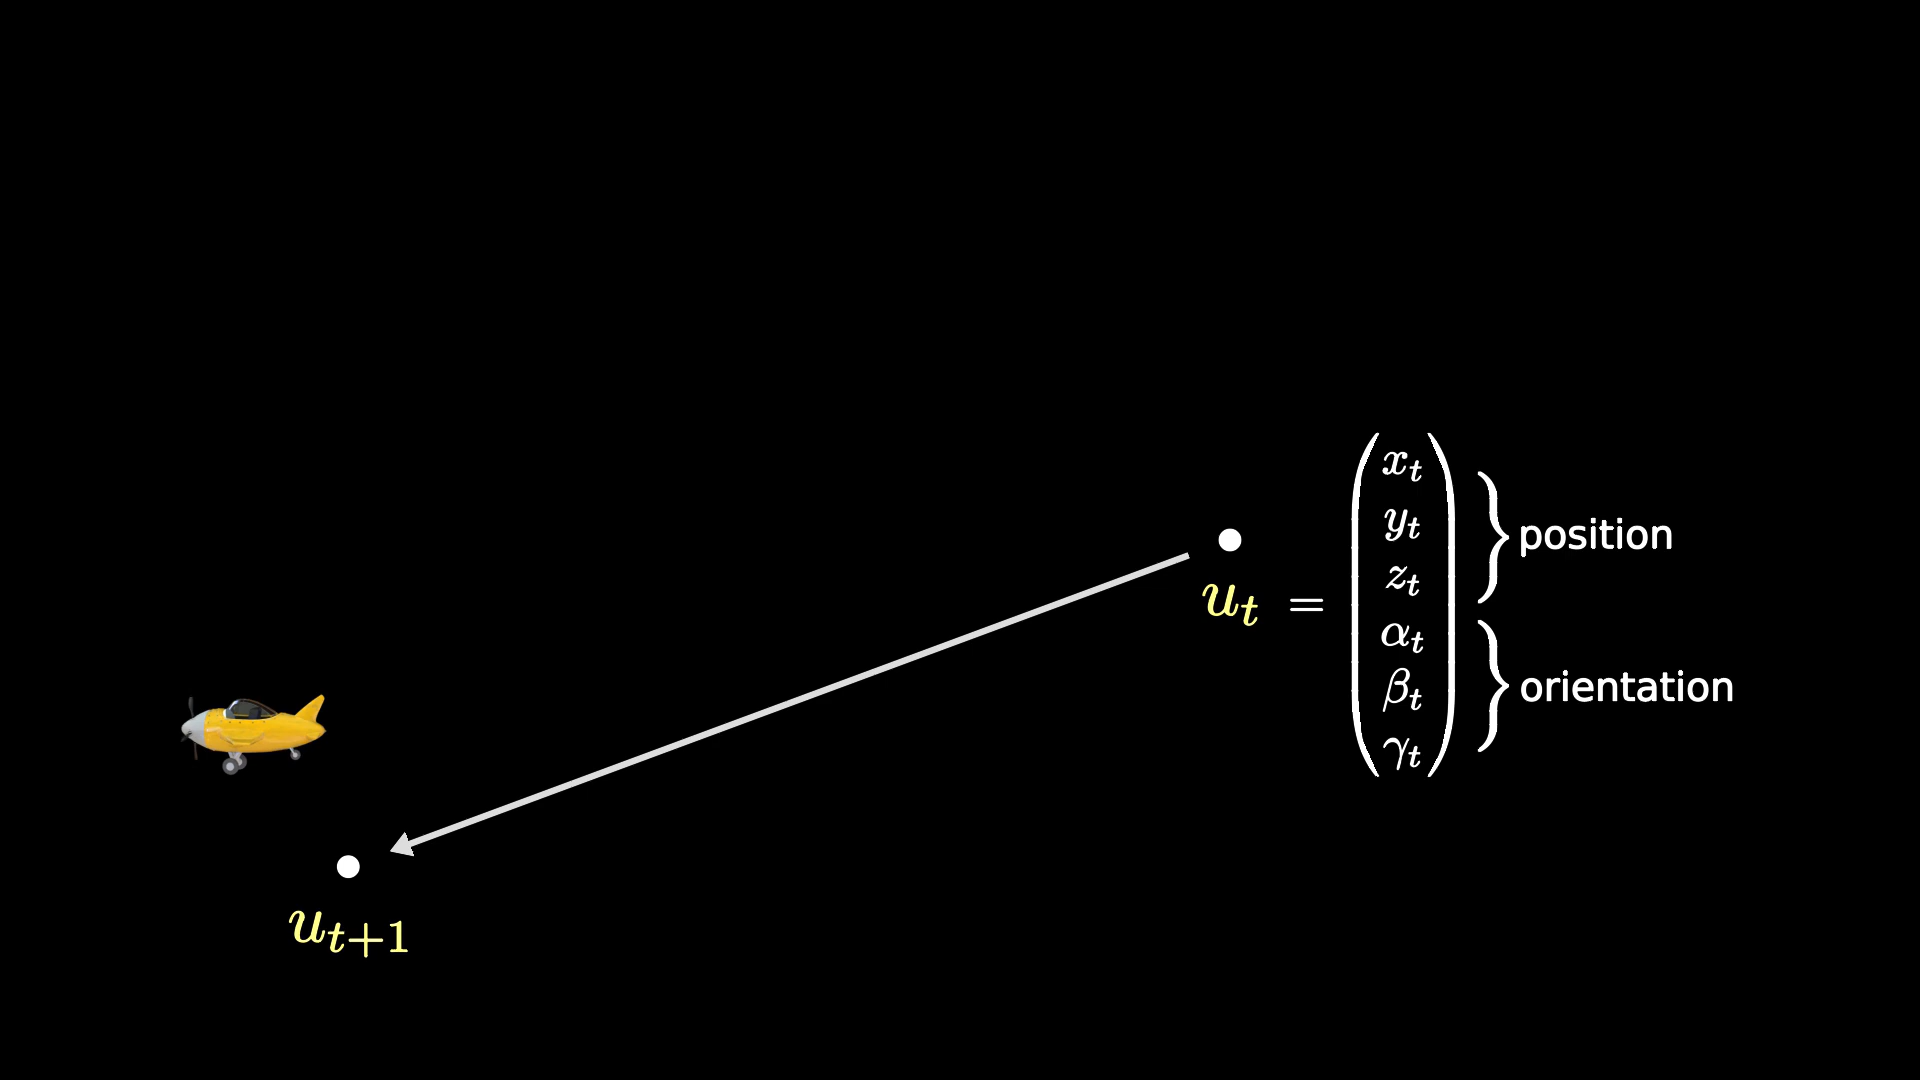 x_t
y_t
position
z_t
u_t =
α_t
β_t
orientation
γ_t
u_{t+1}